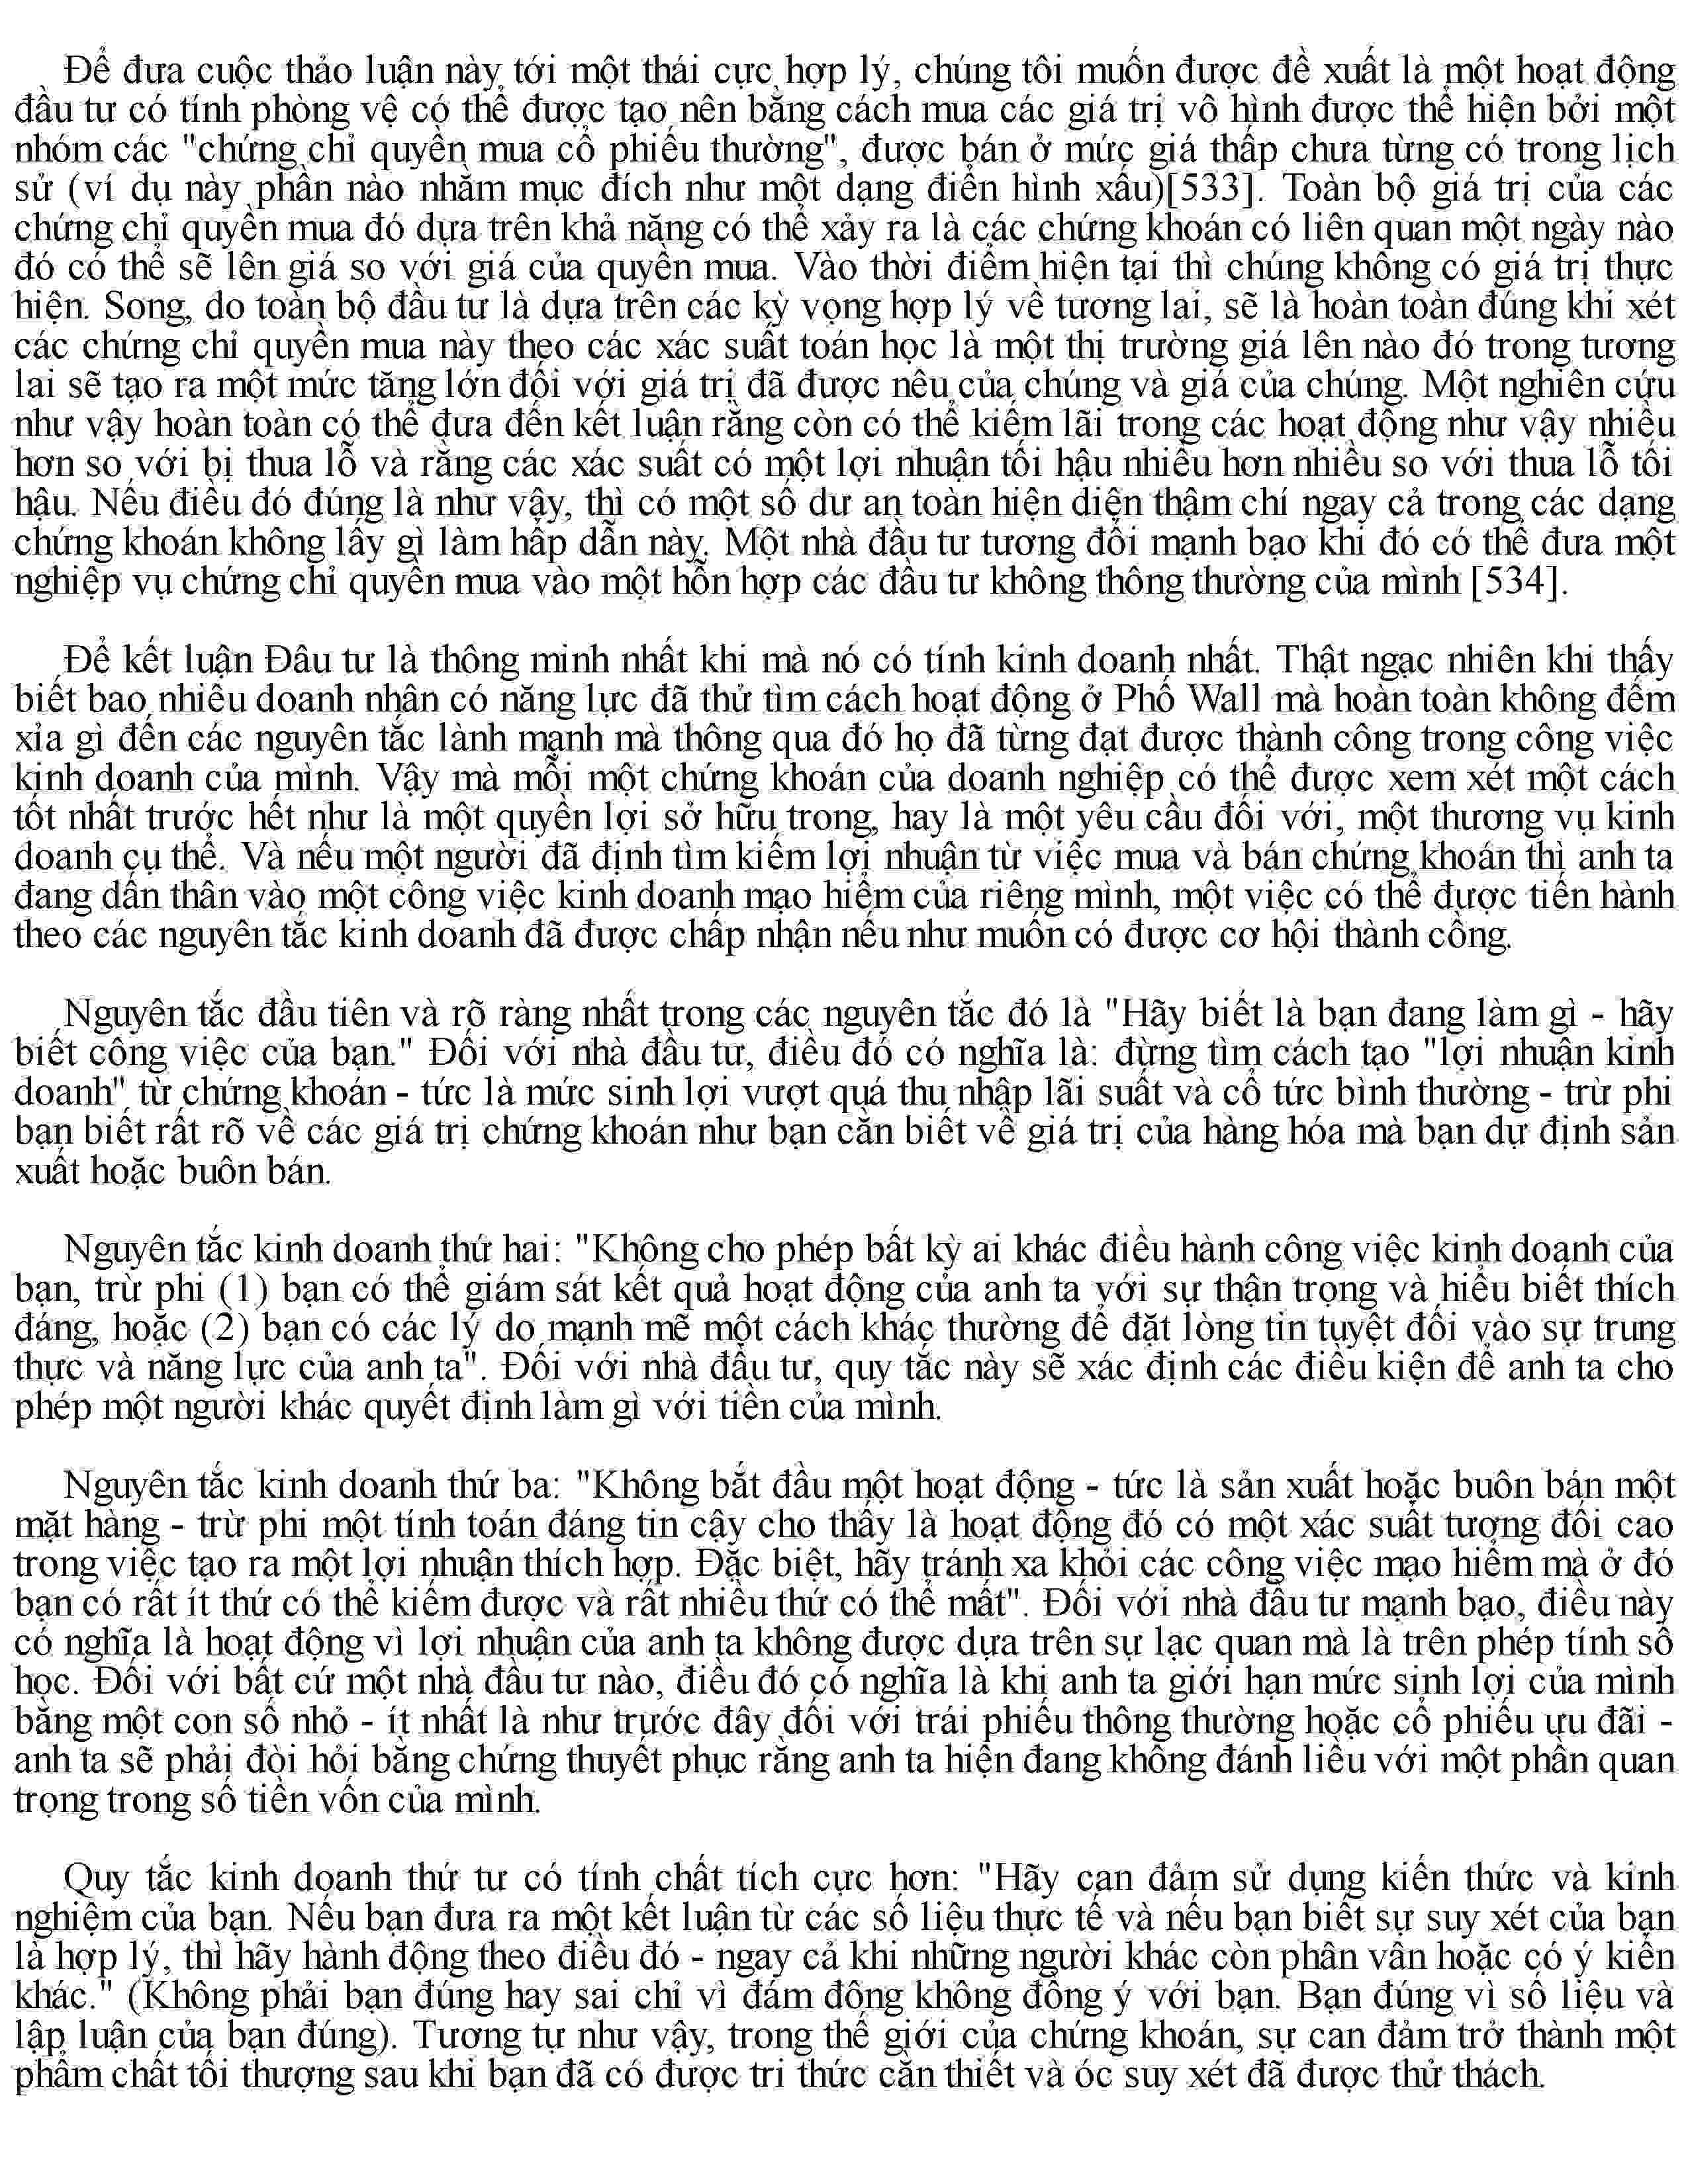 Để đưa cuộc thảo luận này tới một thái cực hợp lý, chúng tôi muốn được đề xuất là một hoạt động
đầu tư có tính phòng vệ có thể được tạo nên bằng cách mua các giá trị vô hình được thể hiện bởi một
nhóm các "chứng chỉ quyền mua cổ phiếu thường", được bán ở mức giá thấp chưa từng có trong lịch
sử (ví dụ này phần nào nhằm mục đích như một dạng điển hình xấu)[533]. Toàn bộ giá trị của các
chứng chỉ quyền mua đó dựa trên khả năng có thể xảy ra là các chứng khoán có liên quan một ngày nào
đó có thể sẽ lên giá so với giá của quyền mua. Vào thời điểm hiện tại thì chúng không có giá trị thực
hiện. Song, do toàn bộ đầu tư là dựa trên các kỳ vọng hợp lý về tương lai, sẽ là hoàn toàn đúng khi xét
các chứng chỉ quyền mua này theo các xác suất toán học là một thị trường giá lên nào đó trong tương
lai sẽ tạo ra một mức tăng lớn đối với giá trị đã được nêu của chúng và giá của chúng. Một nghiên cứu
như vậy hoàn toàn có thể đưa đến kết luận rằng còn có thể kiếm lãi trong các hoạt động như vậy nhiều
hơn so với bị thua lỗ và rằng các xác suất có một lợi nhuận tối hậu nhiều hơn nhiều so với thua lỗ tối
hậu. Nếu điều đó đúng là như vậy, thì có một số dư an toàn hiện diện thậm chí ngay cả trong các dạng
chứng khoán không lấy gì làm hấp dẫn này. Một nhà đầu tư tương đối mạnh bạo khi đó có thể đưa một
nghiệp vụ chứng chỉ quyền mua vào một hỗn hợp các đầu tư không thông thường của mình [534].
Để kết luận Đâu tư là thông minh nhất khi mà nó có tính kinh doanh nhất. Thật ngạc nhiên khi thấy
biết bao nhiêu doanh nhân có năng lực đã thử tìm cách hoạt động ở Phố Wall mà hoàn toàn không đếm
xỉa gì đến các nguyên tắc lành mạnh mà thông qua đó họ đã từng đạt được thành công trong công việc
kinh doanh của mình. Vậy mà mỗi một chứng khoán của doanh nghiệp có thể được xem xét một cách
tốt nhất trước hết như là một quyền lợi sở hữu trong, hay là một yêu cầu đối với, một thương vụ kinh
doanh cụ thể. Và nếu một người đã định tìm kiếm lợi nhuận từ việc mua và bán chứng khoán thì anh ta
đang dấn thân vào một công việc kinh doanh mạo hiểm của riêng mình, một việc có thể được tiến hành
theo các nguyên tắc kinh doanh đã được chấp nhận nếu như muốn có được cơ hội thành công.
Nguyên tắc đầu tiên và rõ ràng nhất trong các nguyên tắc đó là "Hãy biết là bạn đang làm gì - hãy
biết công việc của bạn." Đối với nhà đầu tư, điều đó có nghĩa là: đừng tìm cách tạo "lợi nhuận kinh
doanh" từ chứng khoán - tức là mức sinh lợi vượt quá thu nhập lãi suất và cổ tức bình thường - trừ phi
bạn biết rất rõ về các giá trị chứng khoán như bạn cần biết về giá trị của hàng hóa mà bạn dự định sản
xuất hoặc buôn bán.
Nguyên tắc kinh doanh thứ hai: "Không cho phép bất kỳ ai khác điều hành công việc kinh doanh của
bạn, trừ phi (1) bạn có thể giám sát kết quả hoạt động của anh ta với sự thận trọng và hiểu biết thích
đáng, hoặc (2) bạn có các lý do mạnh mẽ một cách khác thường để đặt lòng tin tuyệt đối vào sự trung
thực và năng lực của anh ta". Đối với nhà đầu tư, quy tắc này sẽ xác định các điều kiện để anh ta cho
phép một người khác quyết định làm gì với tiền của mình.
Nguyên tắc kinh doanh thứ ba: "Không bắt đầu một hoạt động - tức là sản xuất hoặc buôn bán một
mặt hàng - trừ phi một tính toán đáng tin cậy cho thấy là hoạt động đó có một xác suất tương đối cao
trong việc tạo ra một lợi nhuận thích hợp. Đặc biệt, hãy tránh xa khỏi các công việc mạo hiểm mà ở đó
bạn có rất ít thứ có thể kiếm được và rất nhiều thứ có thể mất". Đối với nhà đầu tư mạnh bạo, điều này
có nghĩa là hoạt động vì lợi nhuận của anh ta không được dựa trên sự lạc quan mà là trên phép tính số
học. Đối với bất cứ một nhà đầu tư nào, điều đó có nghĩa là khi anh ta giới hạn mức sinh lợi của mình
bằng một con số nhỏ - ít nhất là như trước đây đối với trái phiếu thông thường hoặc cổ phiếu ưu đãi -
anh ta sẽ phải đòi hỏi bằng chứng thuyết phục rằng anh ta hiện đang không đánh liều với một phần quan
trọng trong số tiền vốn của mình.
Quy tắc kinh doanh thứ tư có tính chất tích cực hơn: "Hãy can đảm sử dụng kiến thức và kinh
nghiệm của bạn. Nếu bạn đưa ra một kết luận từ các số liệu thực tế và nếu bạn biết sự suy xét của bạn
là hợp lý, thì hãy hành động theo điều đó - ngay cả khi những người khác còn phân vân hoặc có ý kiến
khác." (Không phải bạn đúng hay sai chỉ vì đám đông không đồng ý với bạn. Bạn đúng vì số liệu và
lập luận của bạn đúng). Tương tự như vậy, trong thế giới của chứng khoán, sự can đảm trở thành một
phẩm chất tối thượng sau khi bạn đã có được tri thức cần thiết và óc suy xét đã được thử thách.